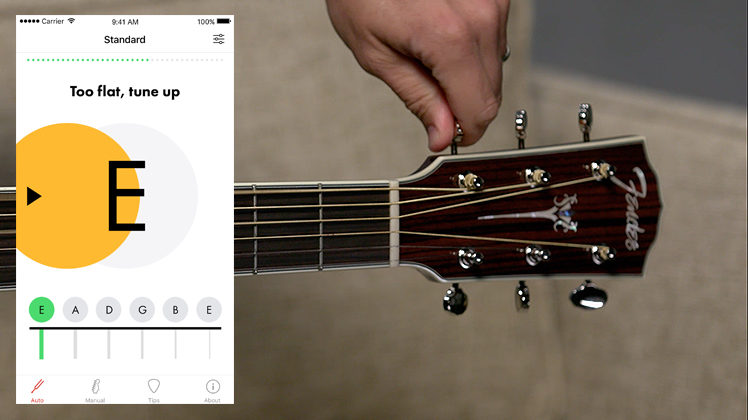 Carrier 9:41 AM 100%
Standard
Too flat, tune up
E
E A D G B E
Auto Manual Tips About
Fender